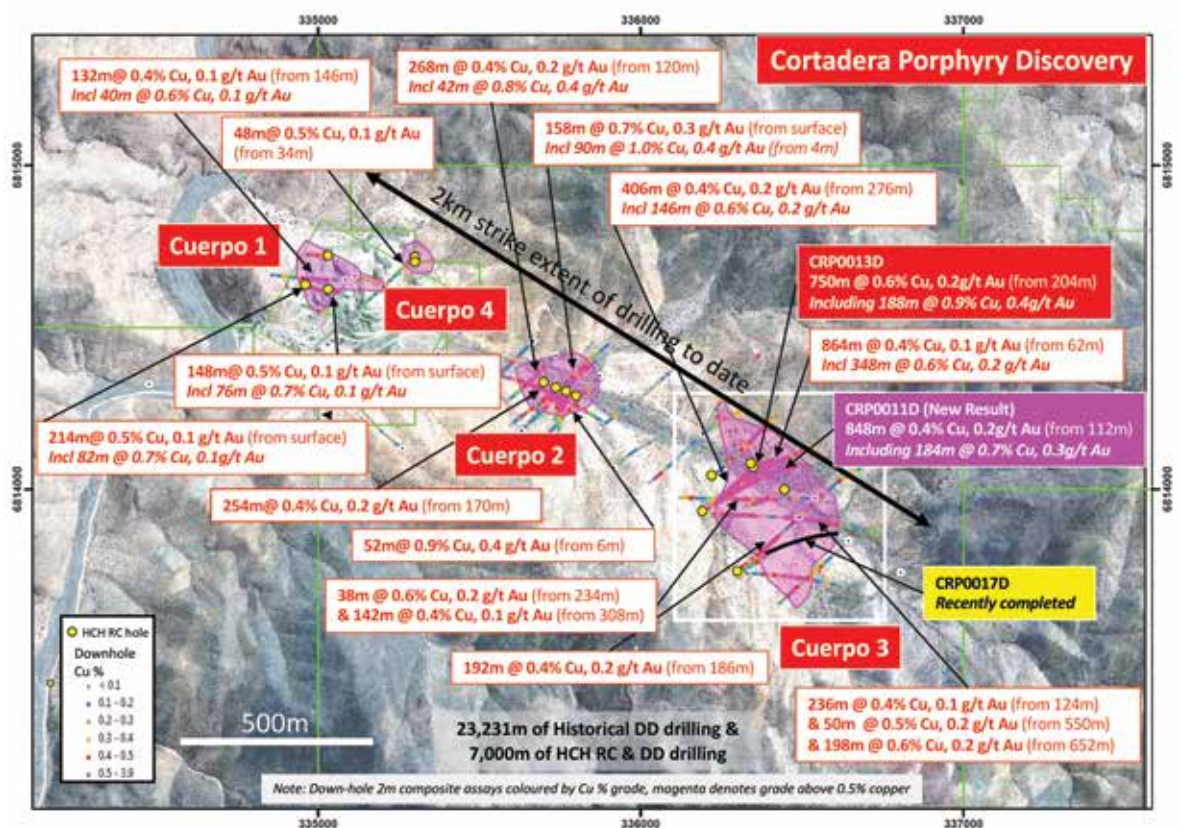 335000
336000
337000
Cortadera Porphyry Discovery
132m@ 0.4% Cu, 0.1 g/t Au (from 146m)
Incl 40m @ 0.6% Cu, 0.1 g/t Au
268m @ 0.4% Cu, 0.2 g/t Au (from 120m)
Incl 42m @ 0.8% Cu, 0.4 g/t Au
48m@ 0.5% Cu, 0.1 g/t Au
(from 34m)
158m @ 0.7% Cu, 0.3 g/t Au (from surface)
Incl 90m @ 1.0% Cu, 0.4 g/t Au (from 4m)
6815000
6815000
406m @ 0.4% Cu, 0.2 g/t Au (from 276m)
Incl 146m @ 0.6% Cu, 0.2 g/t Au
2km strike extent of drilling to date
Cuerpo 1
CRP0013D
750m @ 0.6% Cu, 0.2g/t Au (from 204m)
Including 188m @ 0.9% Cu, 0.4g/t Au
Cuerpo 4
864m @ 0.4% Cu, 0.1 g/t Au (from 62m)
Incl 348m @ 0.6% Cu, 0.2 g/t Au
148m@ 0.5% Cu, 0.1 g/t Au (from surface)
Incl 76m @ 0.7% Cu, 0.1 g/t Au
CRP0011D (New Result)
848m @ 0.4% Cu, 0.2g/t Au (from 112m)
Including 184m @ 0.7% Cu, 0.3g/t Au
214m@ 0.5% Cu, 0.1 g/t Au (from surface)
Incl 82m @ 0.7% Cu, 0.1g/t Au
Cuerpo 2
6814000
6814000
254m@ 0.4% Cu, 0.2 g/t Au (from 170m)
52m@ 0.9% Cu, 0.4 g/t Au (from 6m)
CRP0017D
Recently completed
38m @ 0.6% Cu, 0.2 g/t Au (from 234m)
& 142m @ 0.4% Cu, 0.1 g/t Au (from 308m)
Cuerpo 3
192m @ 0.4% Cu, 0.2 g/t Au (from 186m)
HCH RC hole
Downhole
Cu %
< 0.1
0.1 - 0.2
0.2 - 0.3
0.3 - 0.4
0.4 - 0.5
0.5 - 3.9
500m
23,231m of Historical DD drilling &
7,000m of HCH RC & DD drilling
236m @ 0.4% Cu, 0.1 g/t Au (from 124m)
& 50m @ 0.5% Cu, 0.2 g/t Au (from 550m)
& 198m @ 0.6% Cu, 0.2 g/t Au (from 652m)
Note: Down-hole 2m composite assays coloured by Cu % grade, magenta denotes grade above 0.5% copper
335000
336000
337000